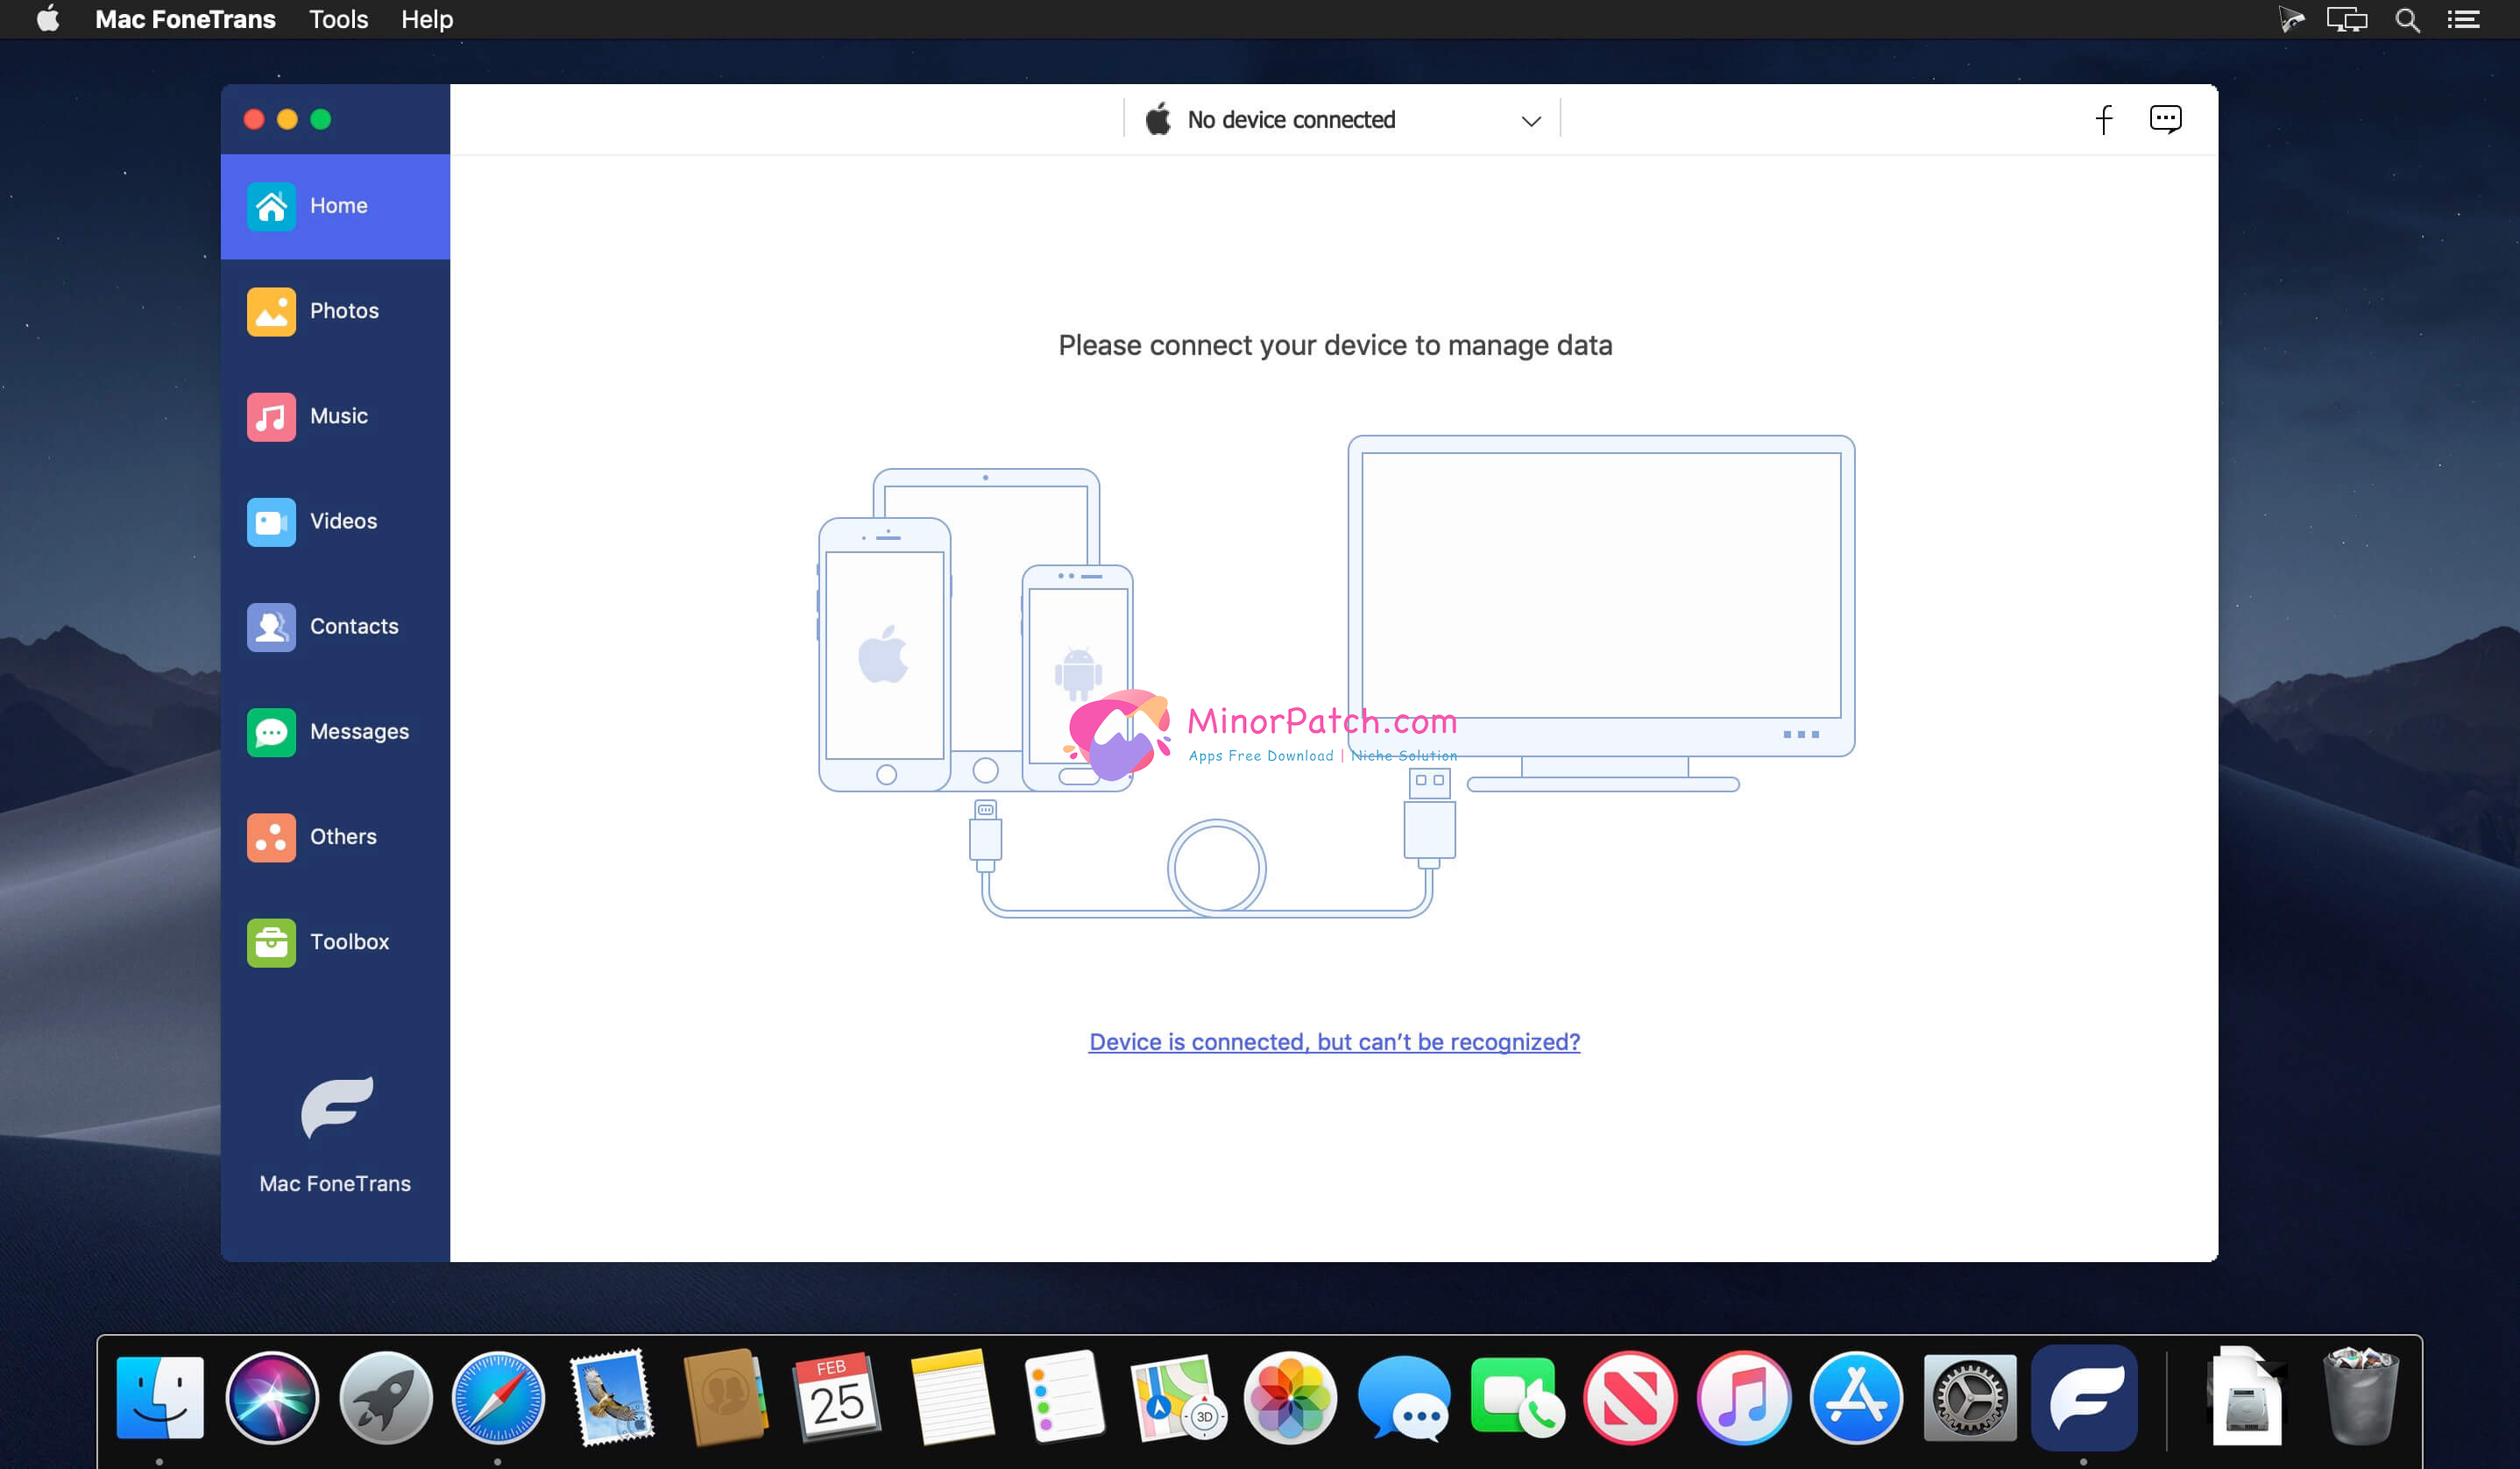 Mac FoneTrans Tools Help
No device connected
Home
Photos
Music
Videos
Contacts
Messages
Others
Toolbox
Mac FoneTrans
Please connect your device to manage data
MinorPatch.com
Apps Free Download | Niche Solution
Device is connected, but can't be recognized?
FEB
25
3D